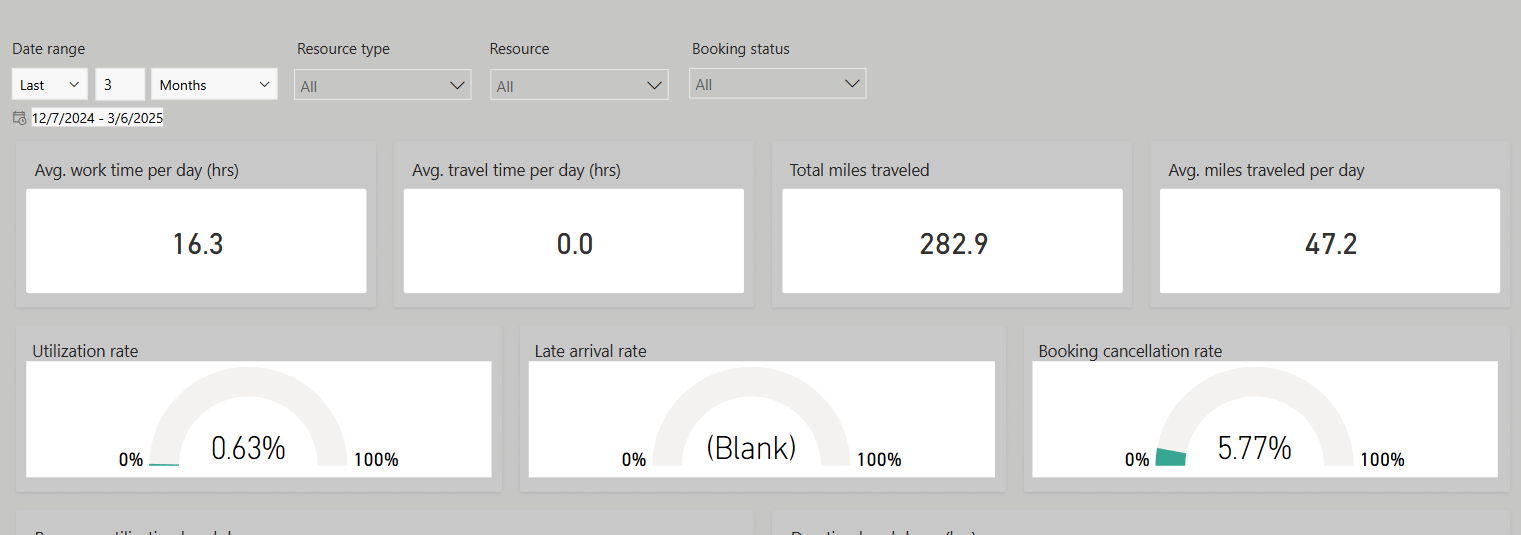 Date range
Resource type
Resource
Booking status
Last
3
Months
All
All
All
12/7/2024 - 3/6/2025
Avg. work time per day (hrs)
Avg. travel time per day (hrs)
Total miles traveled
Avg. miles traveled per day
16.3
0.0
282.9
47.2
Utilization rate
Late arrival rate
Booking cancellation rate
0%
0.63%
100%
0%
(Blank)
100%
0%
5.77%
100%